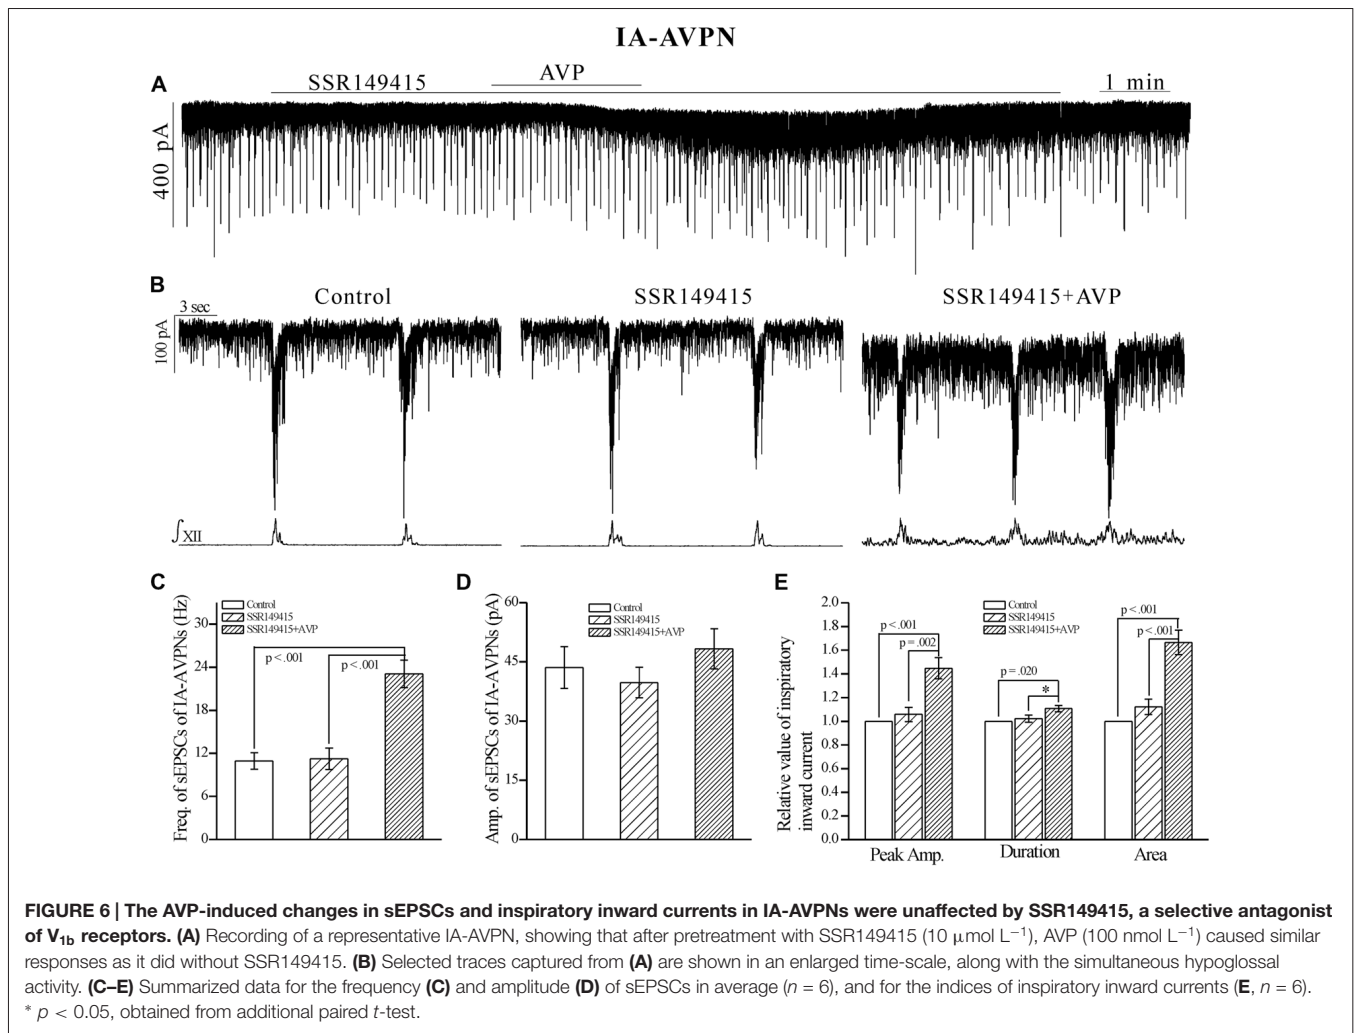 IA-AVPN
A
SSR149415
AVP
1 min
400 pA
B
Control
SSR149415
SSR149415+AVP
3 sec
100 pA
∫XII
C
Freq. of sEPSCs of IA-AVPNs (Hz)
30
24
18
12
6
0
Control
SSR149415
SSR149415+AVP
p < .001
p < .001
D
Amp. of sEPSCs of IA-AVPNs (pA)
60
45
30
15
0
Control
SSR149415
SSR149415+AVP
E
Relative value of inspiratory
inward current
2.0
1.8
1.6
1.4
1.2
1.0
0.8
0.6
0.4
0.2
0.0
Control
SSR149415
SSR149415+AVP
p < .001
p = .002
p = .020
*
p < .001
p < .001
Peak Amp.
Duration
Area
FIGURE 6 | The AVP-induced changes in sEPSCs and inspiratory inward currents in IA-AVPNs were unaffected by SSR149415, a selective antagonist
of V1b receptors. (A) Recording of a representative IA-AVPN, showing that after pretreatment with SSR149415 (10 μmol L−1), AVP (100 nmol L−1) caused similar
responses as it did without SSR149415. (B) Selected traces captured from (A) are shown in an enlarged time-scale, along with the simultaneous hypoglossal
activity. (C–E) Summarized data for the frequency (C) and amplitude (D) of sEPSCs in average (n = 6), and for the indices of inspiratory inward currents (E, n = 6).
* p < 0.05, obtained from additional paired t-test.